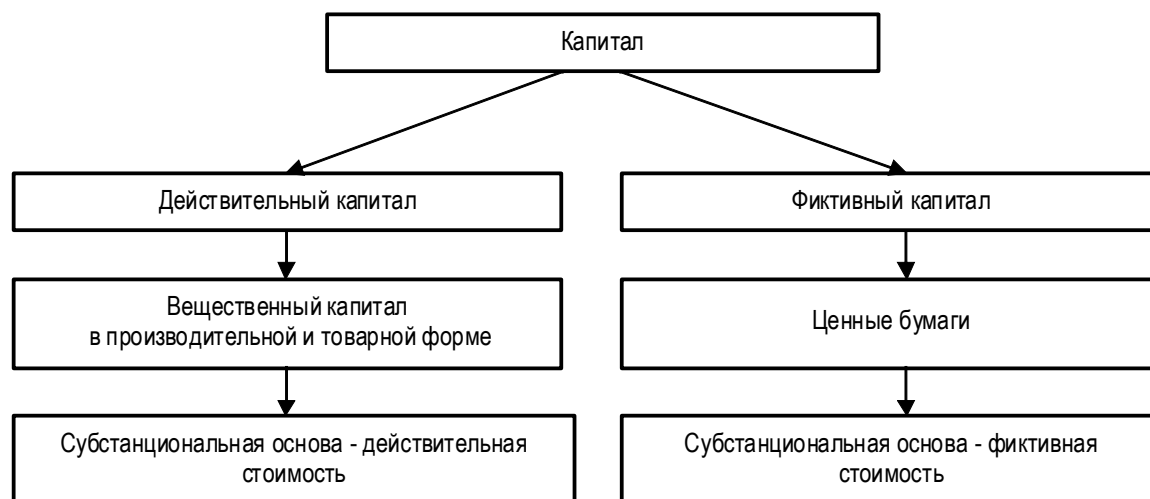 Капитал
Действительный капитал
Фиктивный капитал
Вещественный капитал
в производительной и товарной форме
Ценные бумаги
Субстанциональная основа - действительная
стоимость
Субстанциональная основа - фиктивная
стоимость